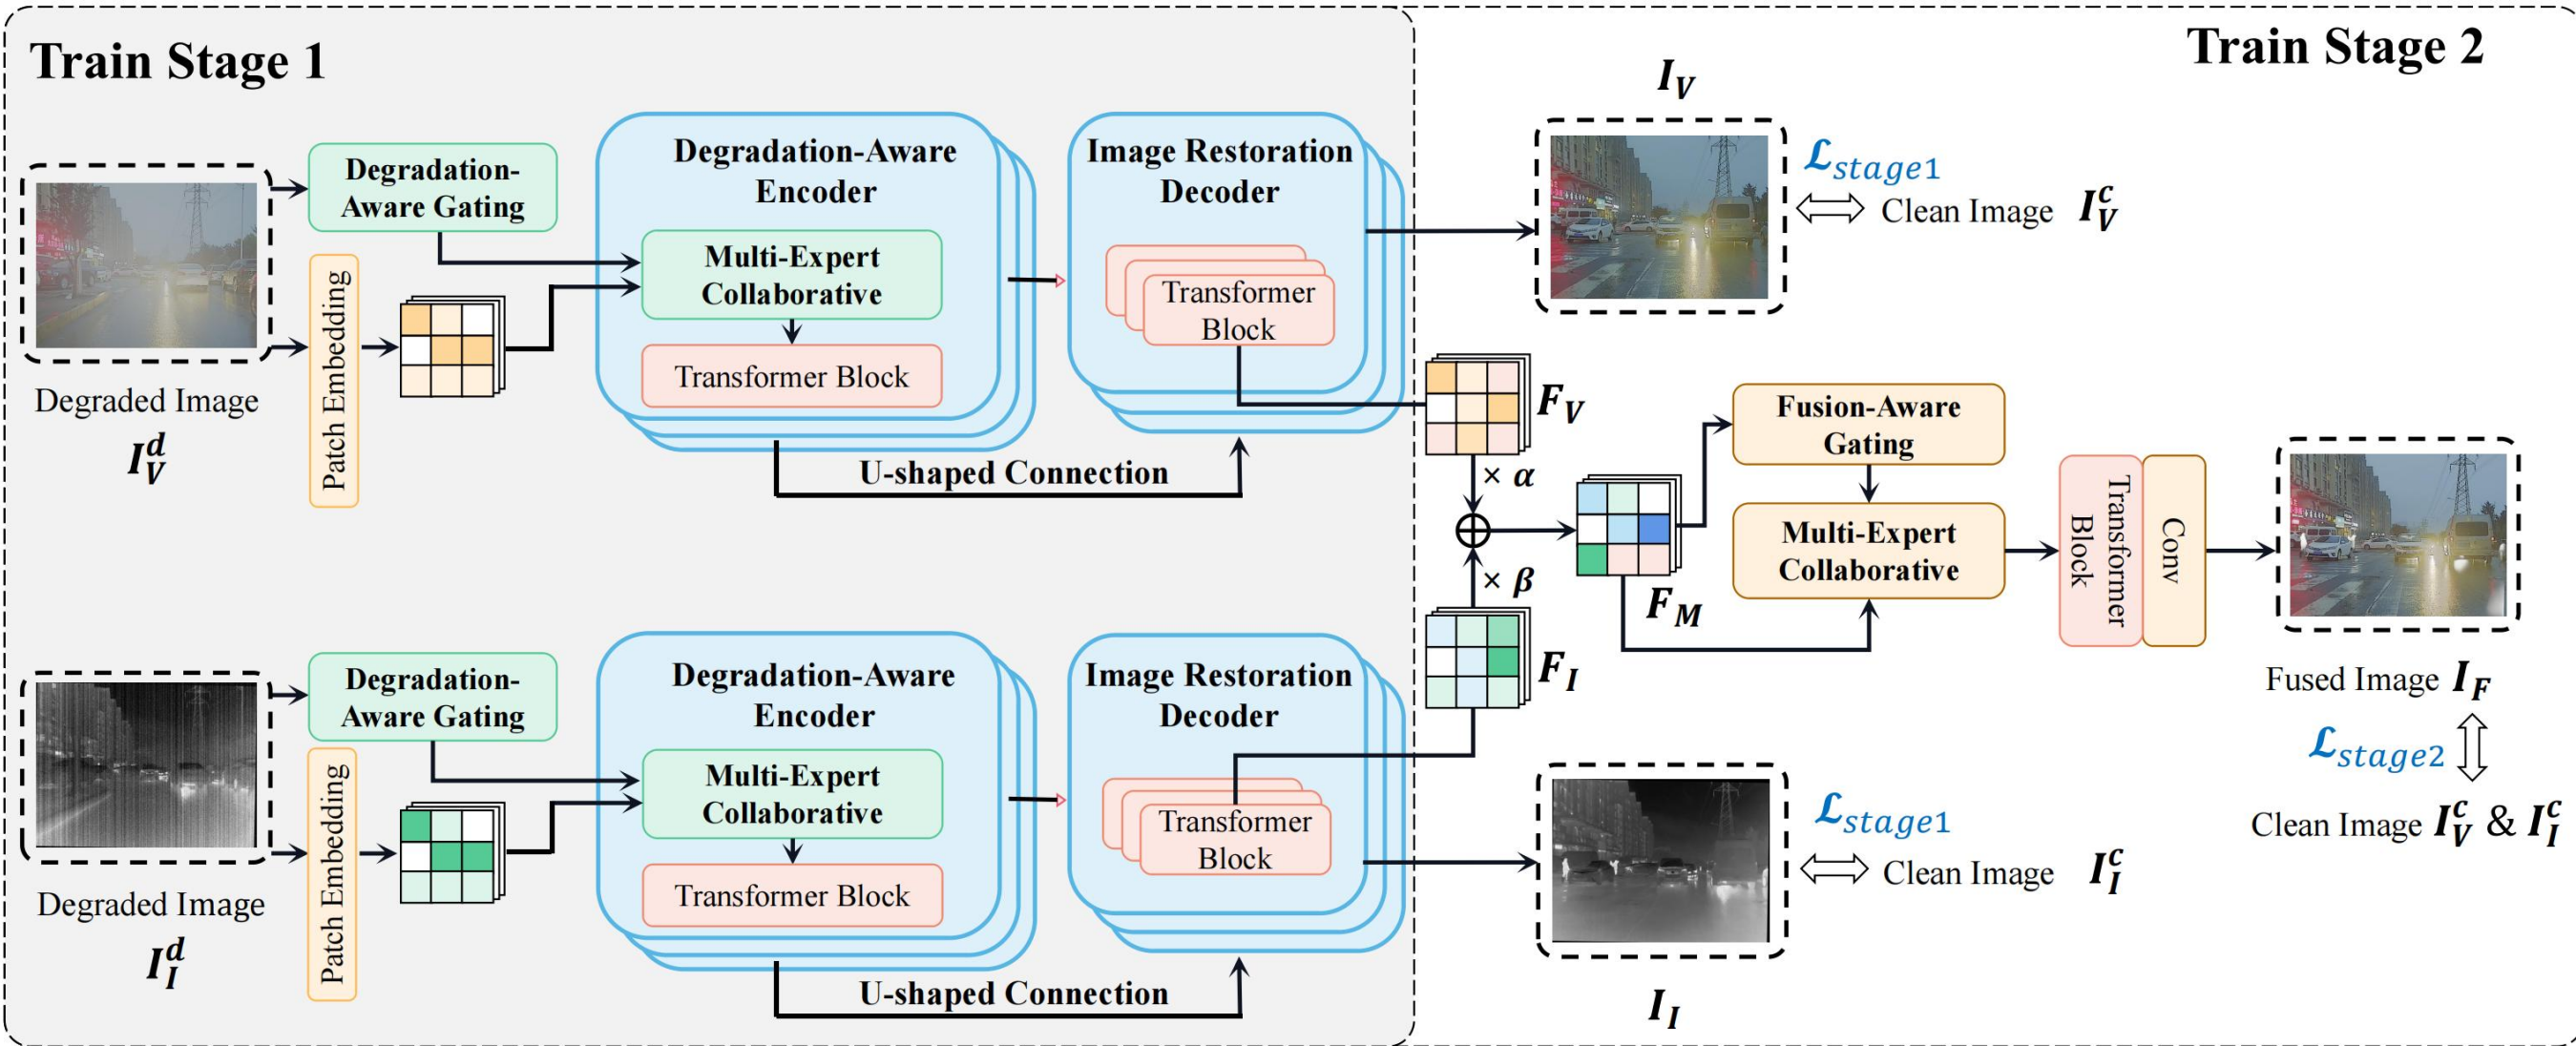 Train Stage 1
Train Stage 2
Degraded Image
I_V^d
Degradation-
Aware Gating
Patch Embedding
Degradation-Aware
Encoder
Multi-Expert
Collaborative
Transformer Block
U-shaped Connection
Image Restoration
Decoder
Transformer
Block
I_V
ℒ_stage1
Clean Image I_V^c
F_V
× α
⊕
× β
F_I
F_M
Fusion-Aware
Gating
Multi-Expert
Collaborative
Transformer
Block
Conv
Fused Image I_F
ℒ_stage2
Clean Image I_V^c & I_I^c
Degraded Image
I_I^d
Degradation-
Aware Gating
Patch Embedding
Degradation-Aware
Encoder
Multi-Expert
Collaborative
Transformer Block
U-shaped Connection
Image Restoration
Decoder
Transformer
Block
ℒ_stage1
Clean Image I_I^c
I_I